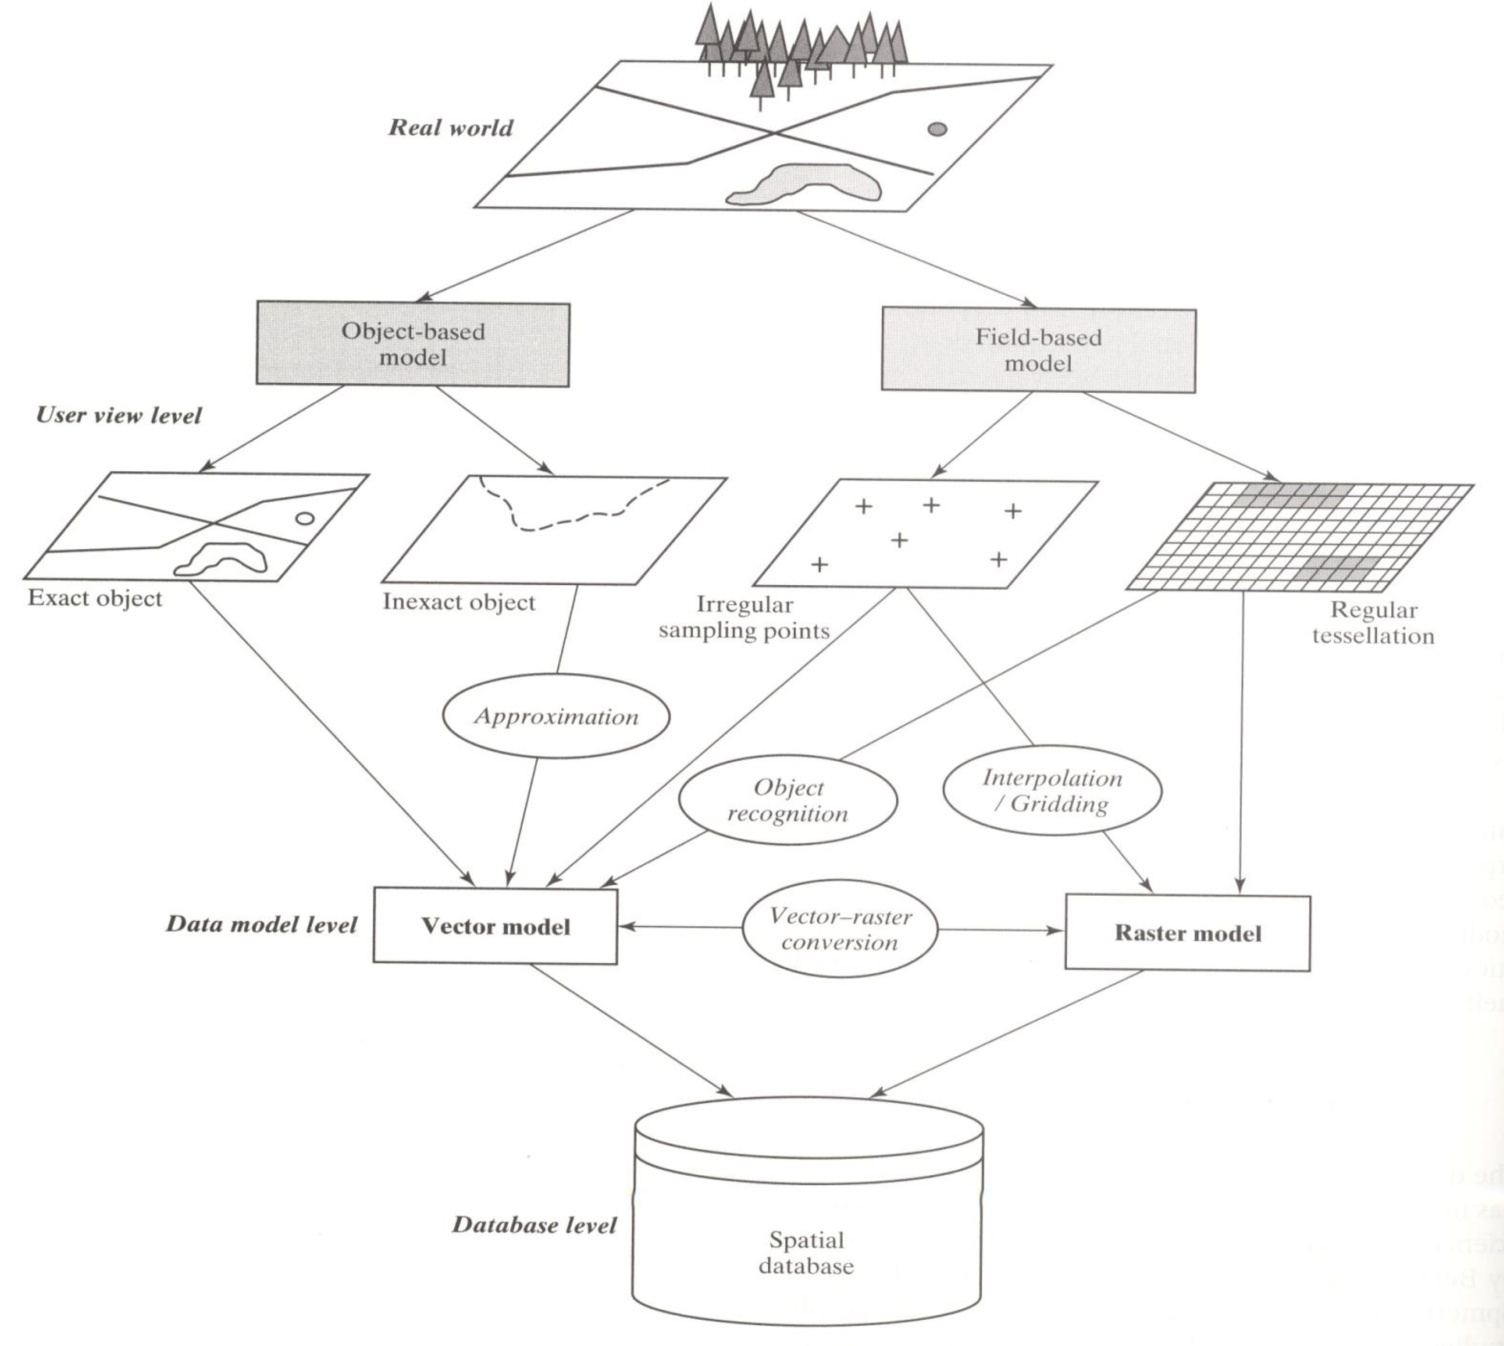 Real world
Object-based
model
Field-based
model
User view level
Exact object
Inexact object
Irregular
sampling points
Regular
tessellation
Approximation
Object
recognition
Interpolation
/ Gridding
Data model level
Vector model
Vector–raster
conversion
Raster model
Database level
Spatial
database